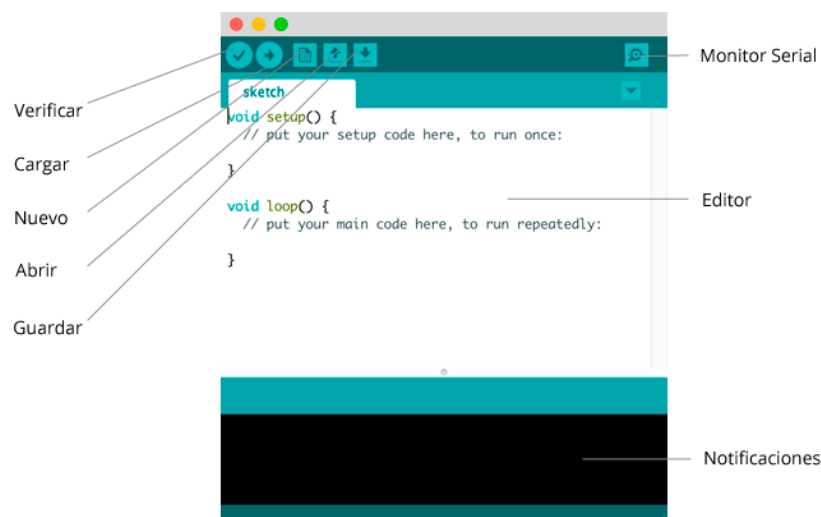 Monitor Serial
sketch
Verificar
void setup() {
// put your setup code here, to run once:
Cargar
}
void loop() {
Editor
Nuevo
// put your main code here, to run repeatedly:
Abrir
}
Guardar
Notificaciones